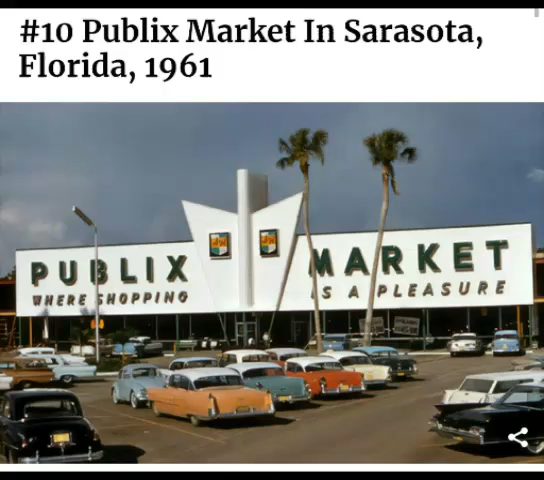 #10 Publix Market In Sarasota,
Florida, 1961
PUBLIX MARKET
WHERE SHOPPING IS A PLEASURE